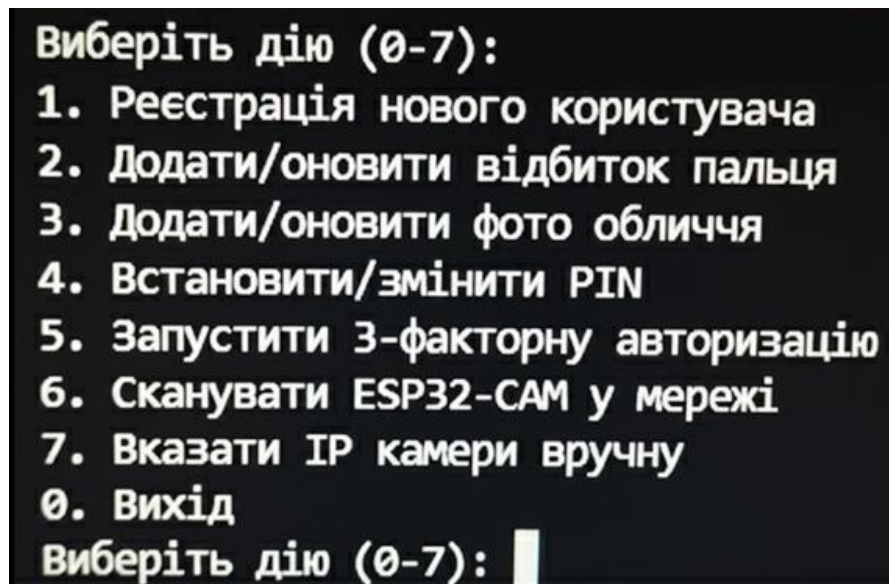 Виберіть дію (0-7):
1. Реєстрація нового користувача
2. Додати/оновити відбиток пальця
3. Додати/оновити фото обличчя
4. Встановити/змінити PIN
5. Запустити 3-факторну авторизацію
6. Сканувати ESP32-CAM у мережі
7. Вказати IP камери вручну
0. Вихід
Виберіть дію (0-7):